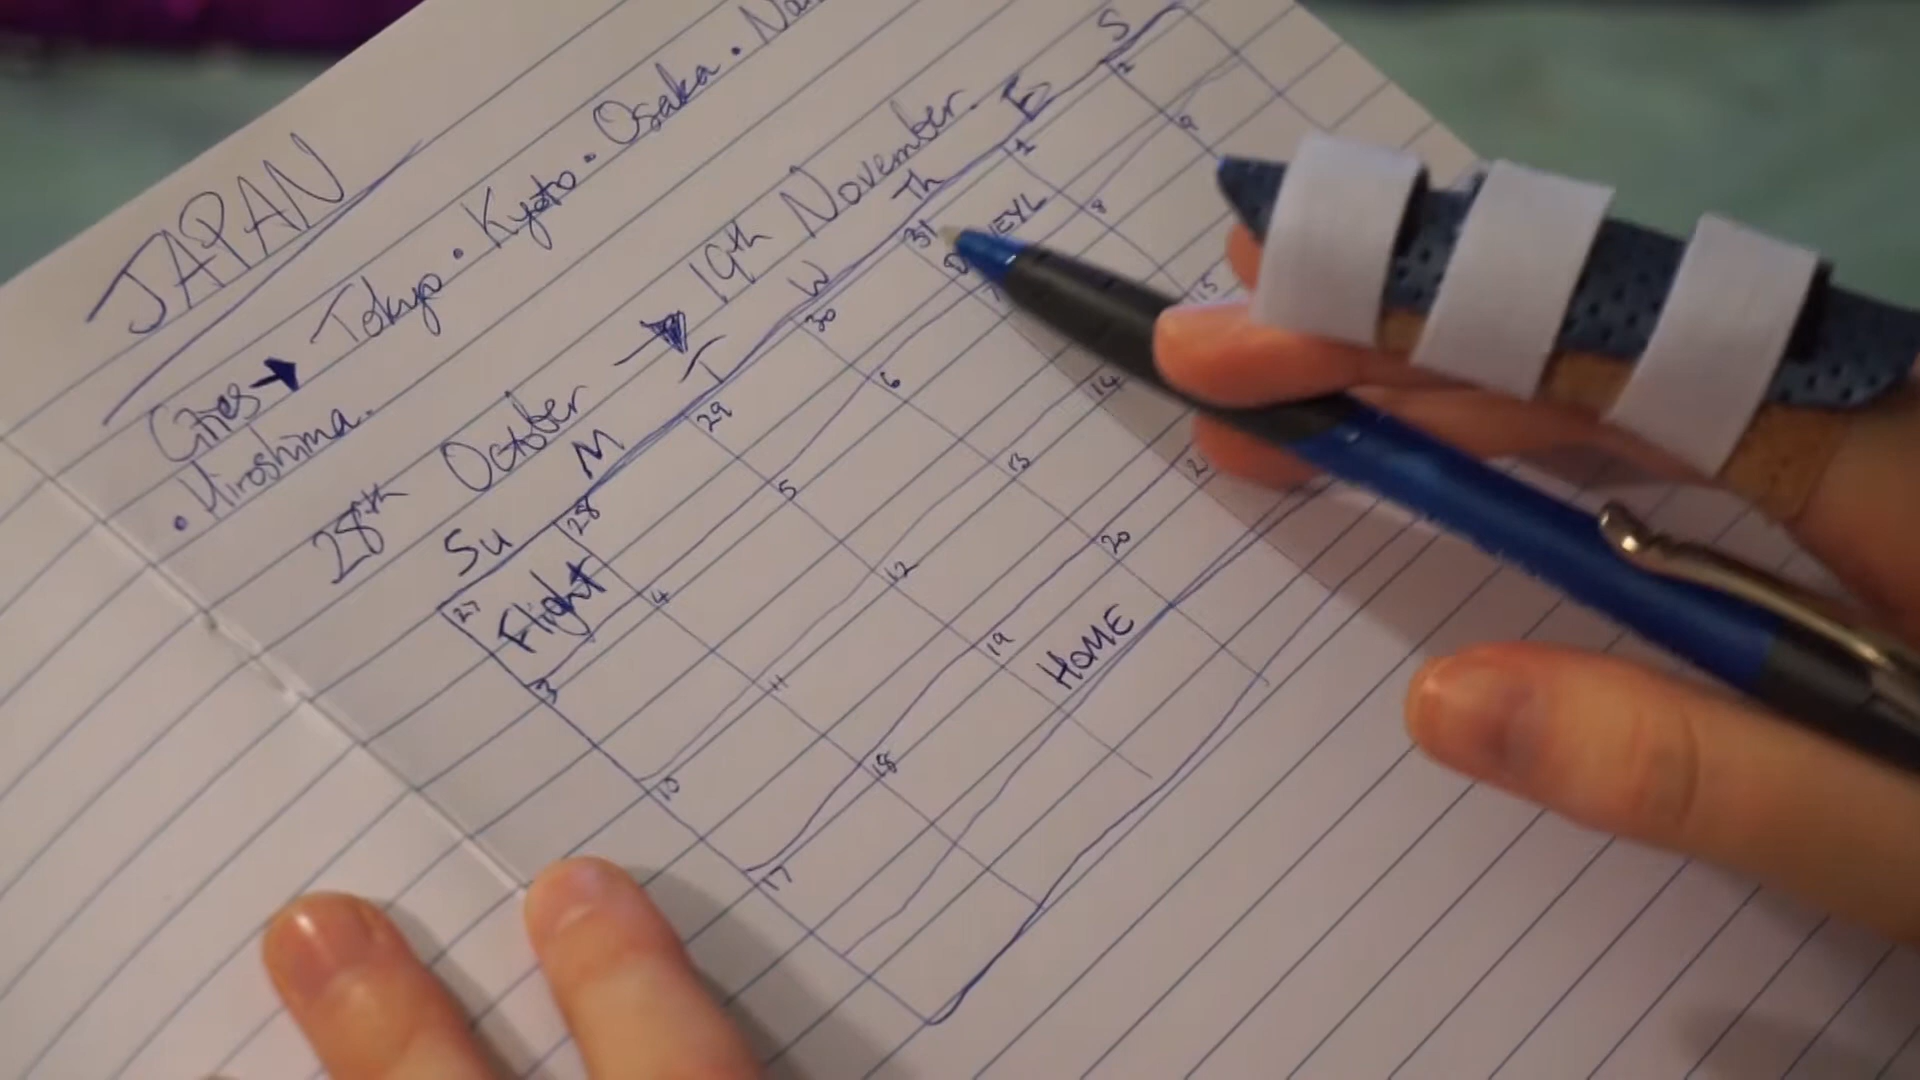 JAPAN
Cities → Tokyo • Kyoto • Osaka •
• Hiroshima.
28th October → 19th November.
Su M T W Th F S
27 28 29 30 31 1 2
Flight
3 4 5 6 7 8 9
10 11 12 13 14 15
17 18 19 20
HOME